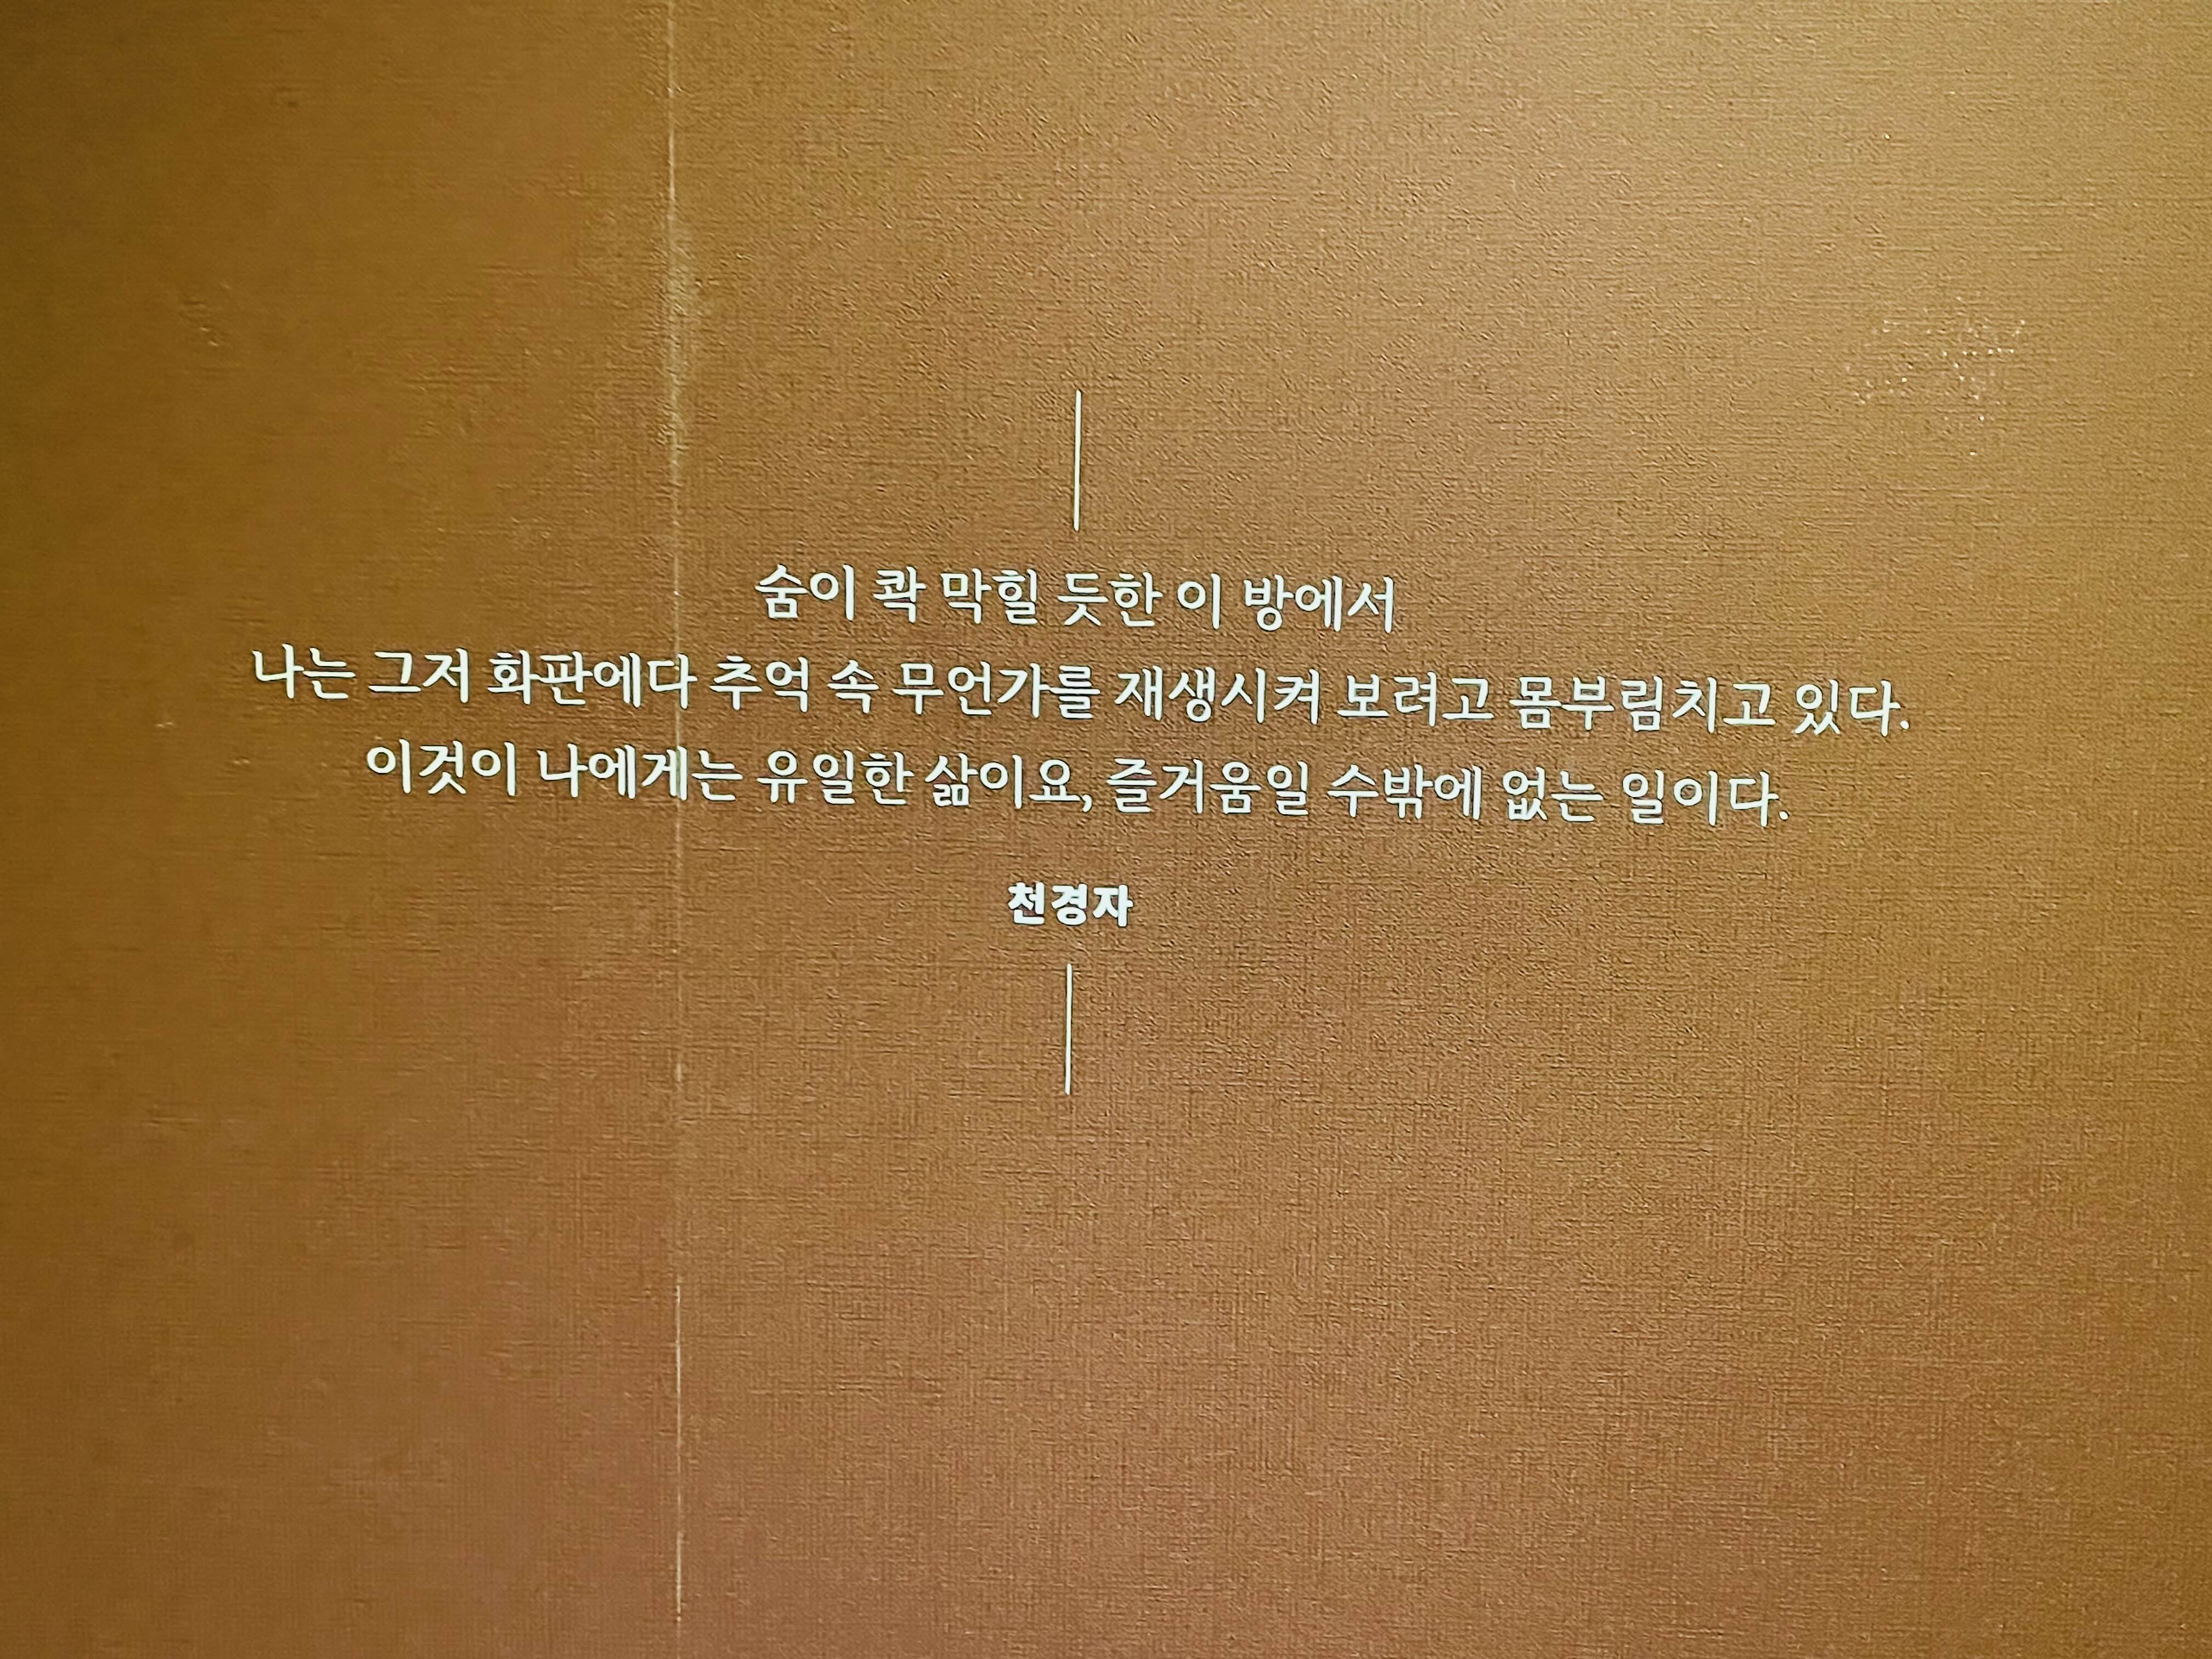 숨이 콱 막힐 듯한 이 방에서
나는 그저 화판에다 추억 속 무언가를 재생시켜 보려고 몸부림치고 있다.
이것이 나에게는 유일한 삶이요, 즐거움일 수밖에 없는 일이다.
천경자